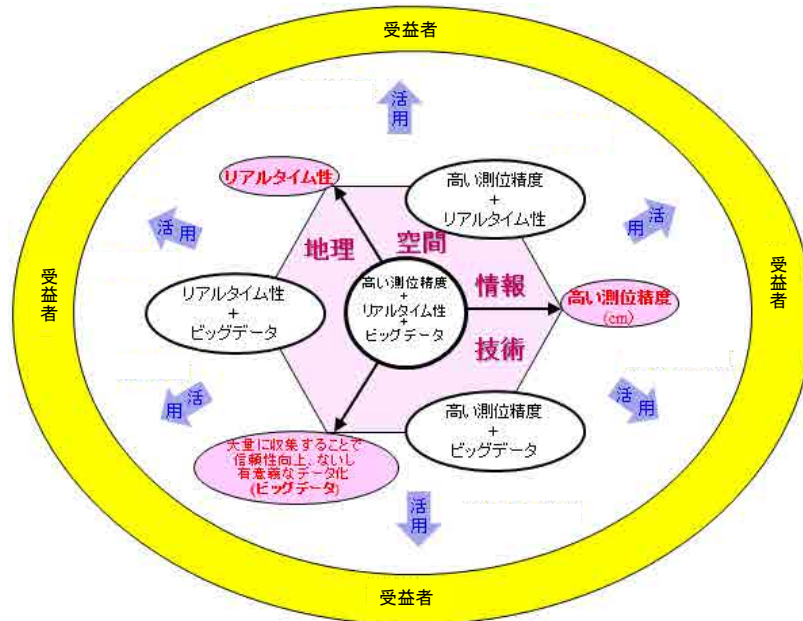 受益者
活用
リアルタイム性
高い測位精度
+
リアルタイム性
活用
活用
地理
空間
情報
技術
受益者
受益者
リアルタイム性
+
ビッグデータ
高い測位精度
+
リアルタイム性
+
ビッグデータ
高い測位精度
(cm)
活用
活用
高い測位精度
+
ビッグデータ
大量に収集することで
信頼性向上、ないし
有意義なデータ化
(ビッグデータ)
活用
受益者